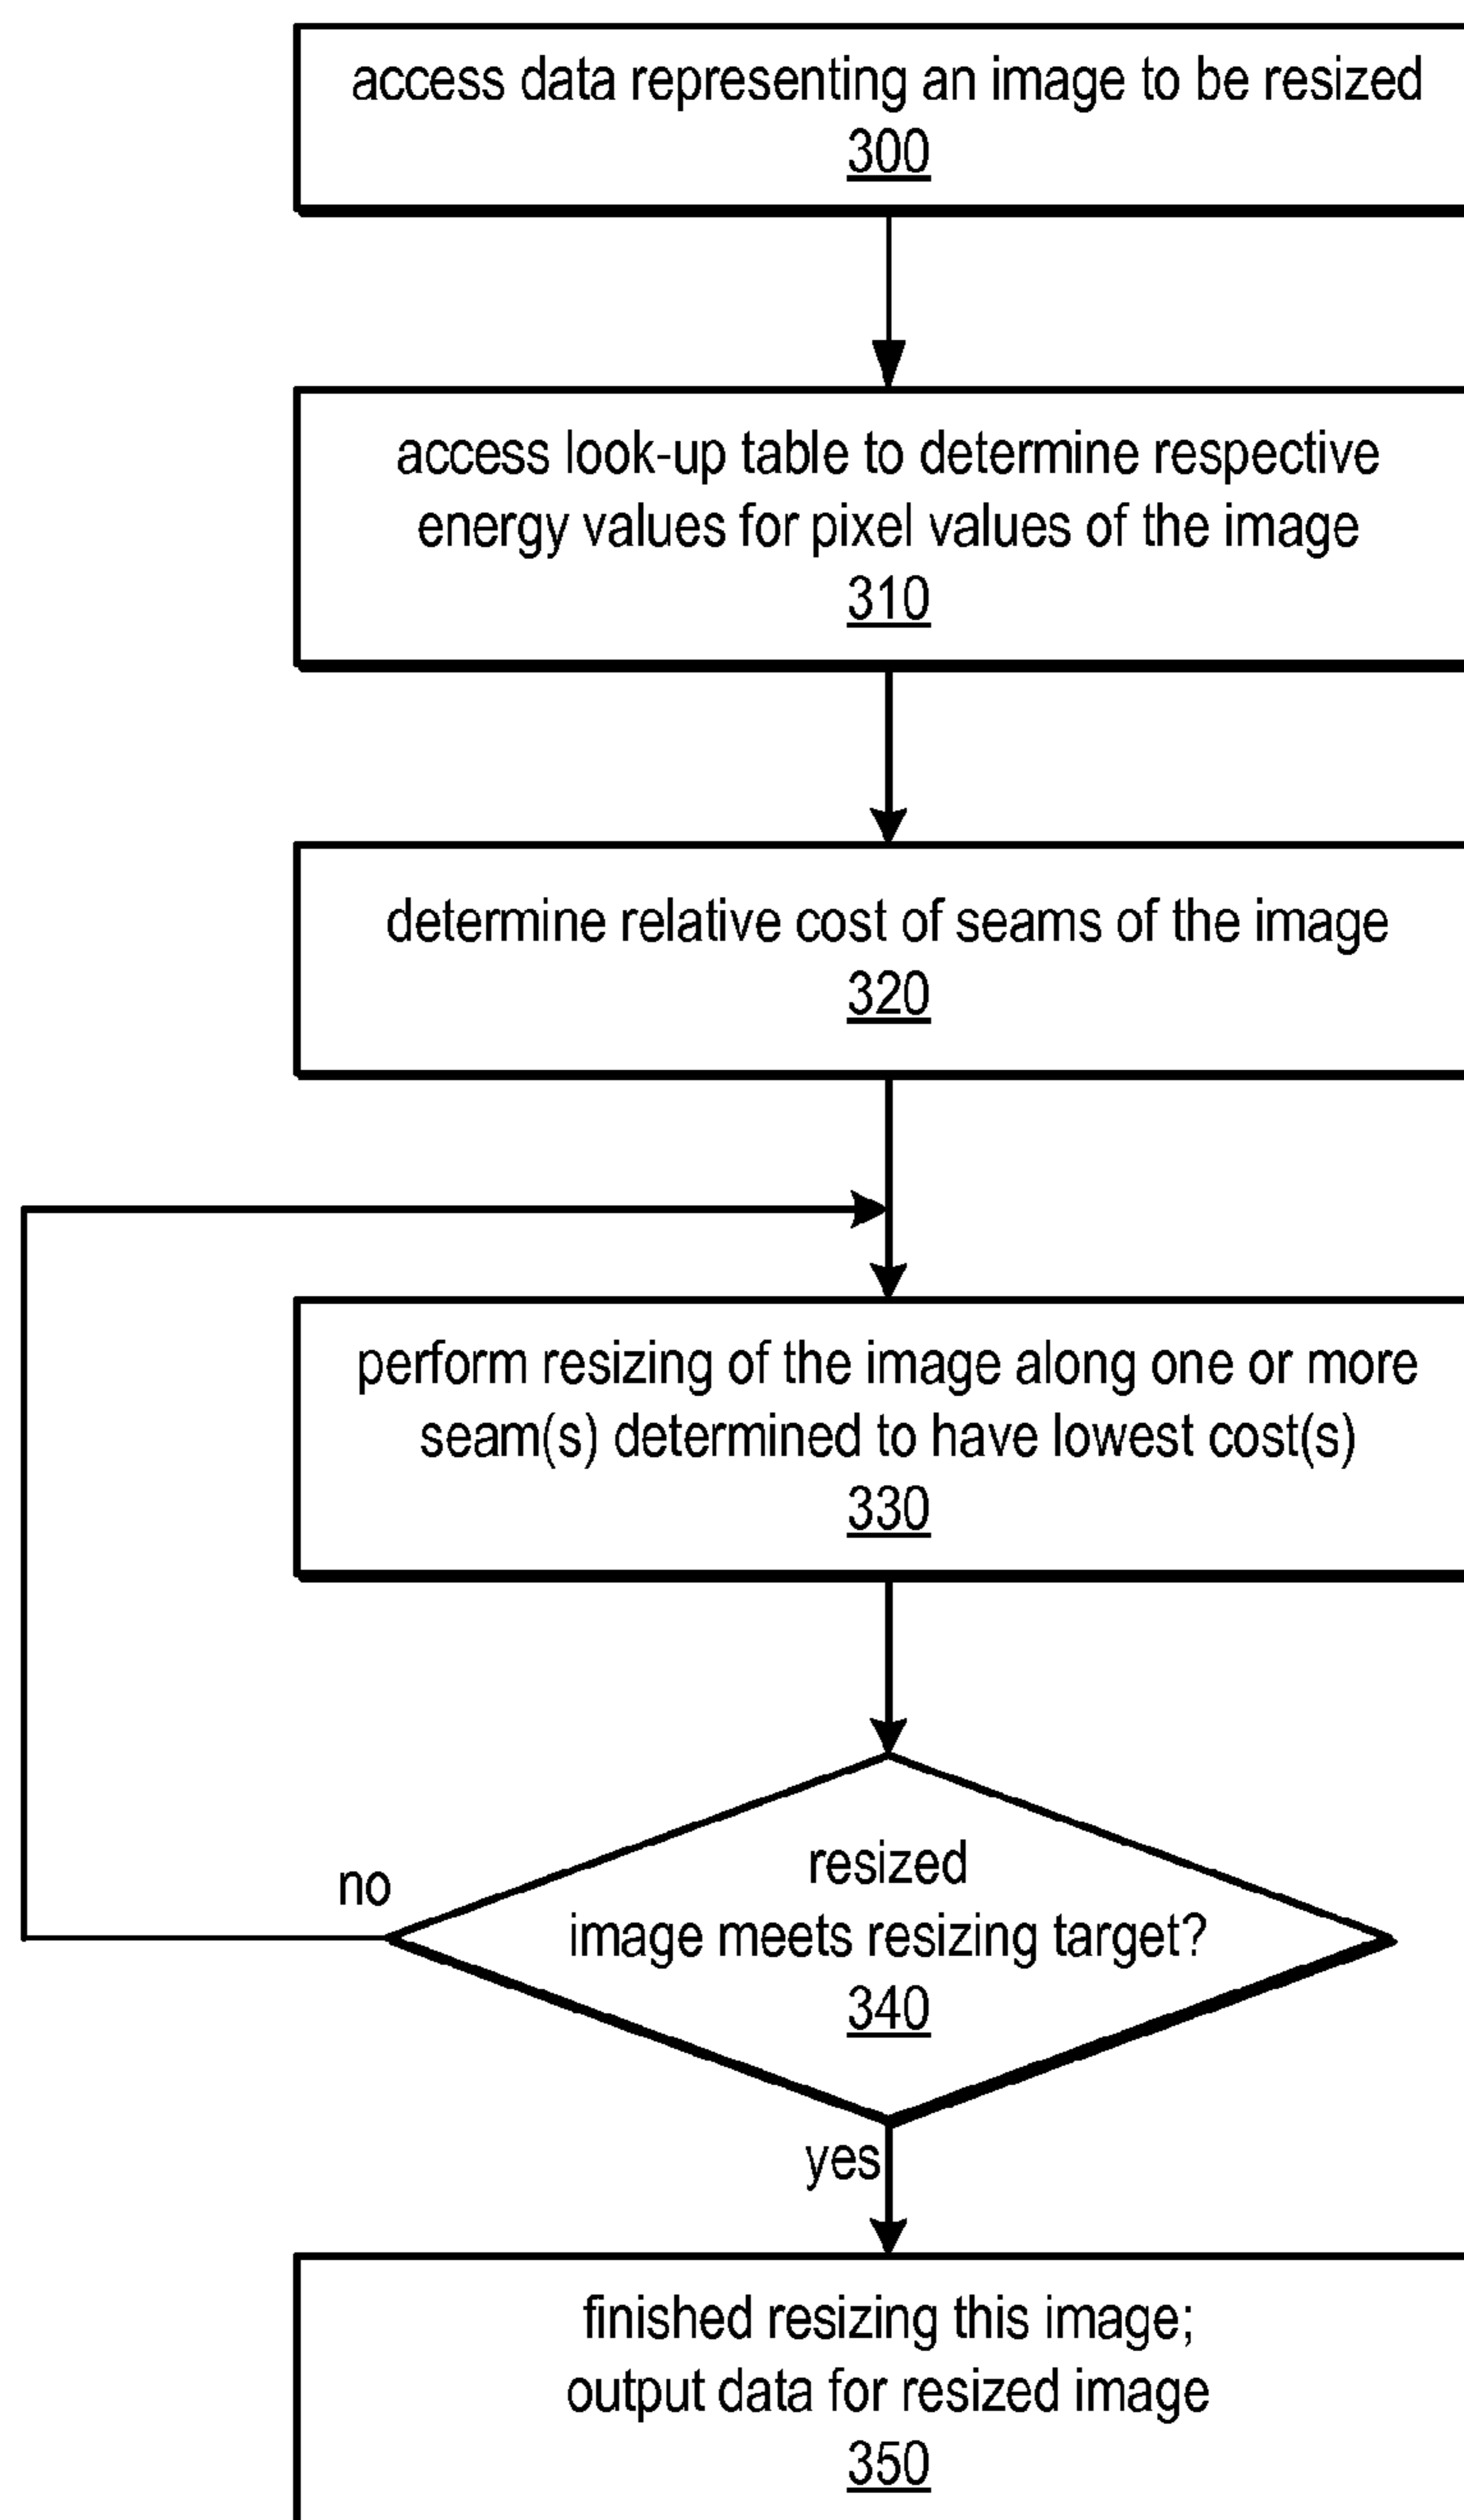 access data representing an image to be resized
300
access look-up table to determine respective
energy values for pixel values of the image
310
determine relative cost of seams of the image
320
perform resizing of the image along one or more
seam(s) determined to have lowest cost(s)
330
resized
image meets resizing target?
340
no
yes
finished resizing this image;
output data for resized image
350